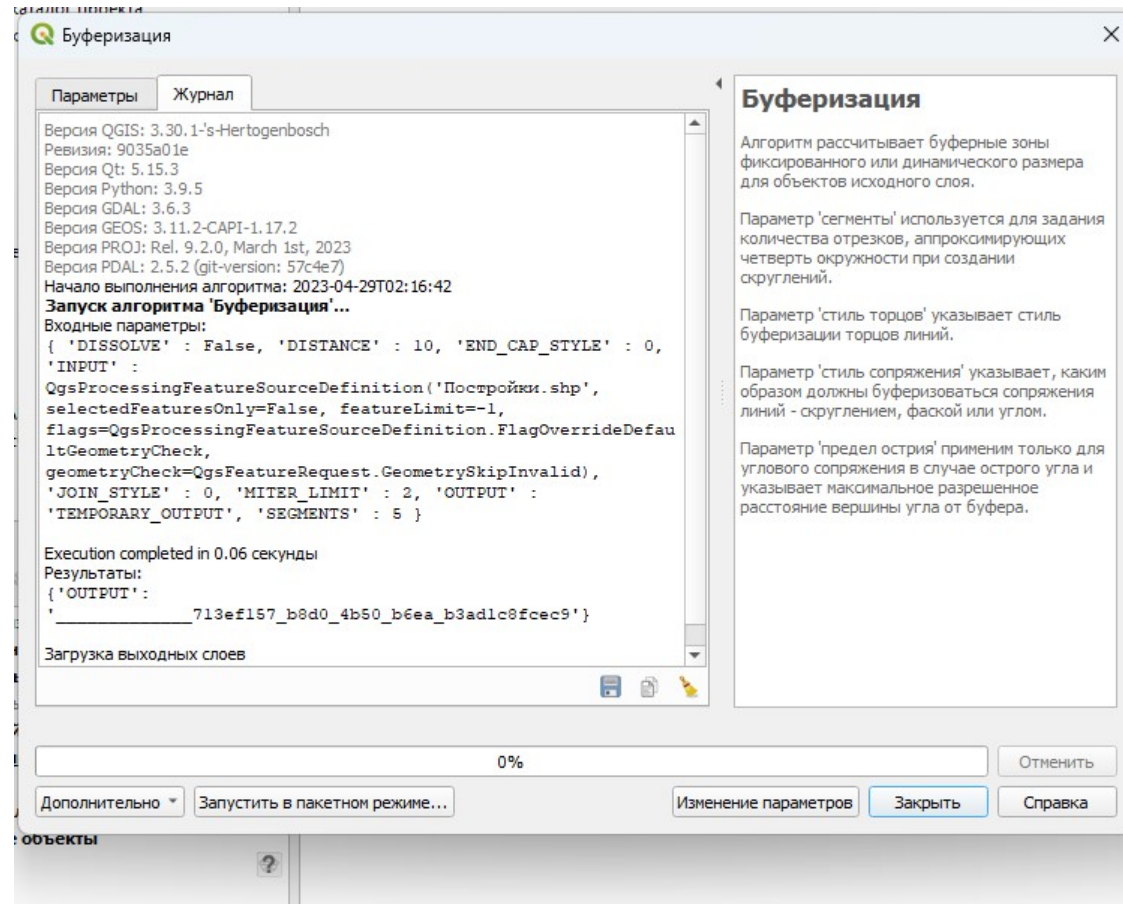 каталог проекта
Буферизация
Параметры
Журнал
Версия QGIS: 3.30.1-'s-Hertogenbosch
Ревизия: 9035a01e
Версия Qt: 5.15.3
Версия Python: 3.9.5
Версия GDAL: 3.6.3
Версия GEOS: 3.11.2-CAPI-1.17.2
Версия PROJ: Rel. 9.2.0, March 1st, 2023
Версия PDAL: 2.5.2 (git-version: 57c4e7)
Начало выполнения алгоритма: 2023-04-29T02:16:42
Запуск алгоритма 'Буферизация'...
Входные параметры:
{ 'DISSOLVE' : False, 'DISTANCE' : 10, 'END_CAP_STYLE' : 0,
'INPUT' :
QgsProcessingFeatureSourceDefinition('Постройки.shp',
selectedFeaturesOnly=False, featureLimit=-1,
flags=QgsProcessingFeatureSourceDefinition.FlagOverrideDefau
ltGeometryCheck,
geometryCheck=QgsFeatureRequest.GeometrySkipInvalid),
'JOIN_STYLE' : 0, 'MITER_LIMIT' : 2, 'OUTPUT' :
'TEMPORARY_OUTPUT', 'SEGMENTS' : 5 }
Execution completed in 0.06 секунды
Результаты:
{'OUTPUT':
'_____________713ef157_b8d0_4b50_b6ea_b3ad1c8fcec9'}
Загрузка выходных слоев
Буферизация
Алгоритм рассчитывает буферные зоны
фиксированного или динамического размера
для объектов исходного слоя.
Параметр 'сегменты' используется для задания
количества отрезков, аппроксимирующих
четверть окружности при создании
скруглений.
Параметр 'стиль торцов' указывает стиль
буферизации торцов линий.
Параметр 'стиль сопряжения' указывает, каким
образом должны буферизоваться сопряжения
линий - скруглением, фаской или углом.
Параметр 'предел острия' применим только для
углового сопряжения в случае острого угла и
указывает максимальное разрешенное
расстояние вершины угла от буфера.
0%
Отменить
Дополнительно
Запустить в пакетном режиме...
Изменение параметров
Закрыть
Справка
е объекты
?